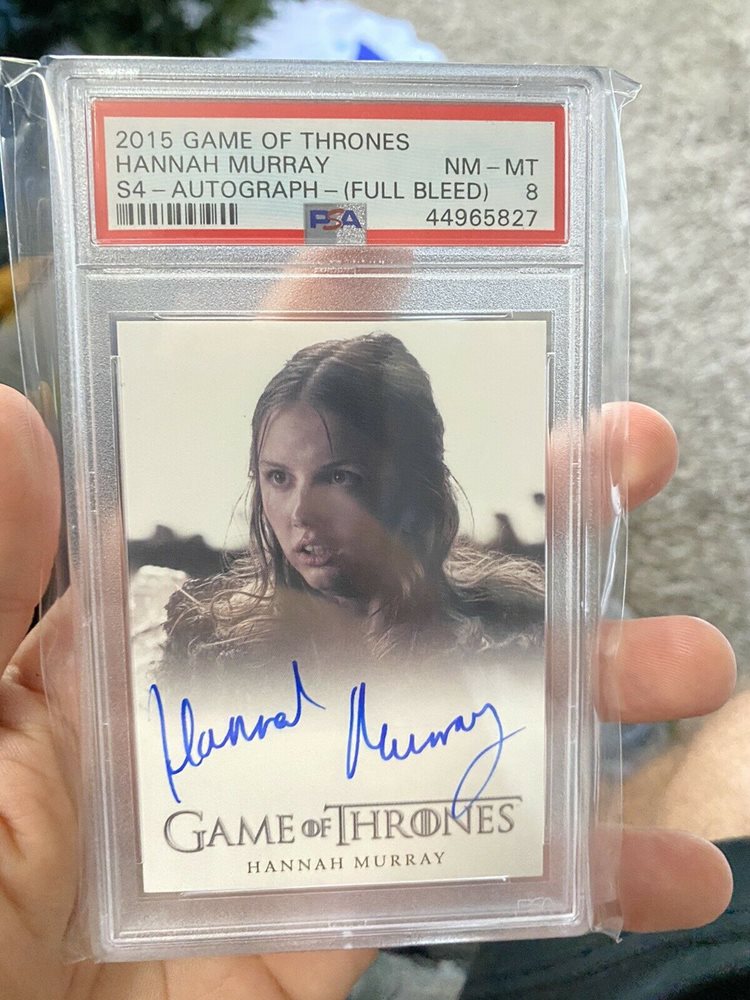 2015 GAME OF THRONES
HANNAH MURRAY NM - MT
S4 - AUTOGRAPH - (FULL BLEED) 8
PSA 44965827
Hannah Murray
GAME OF THRONES
HANNAH MURRAY
PSA